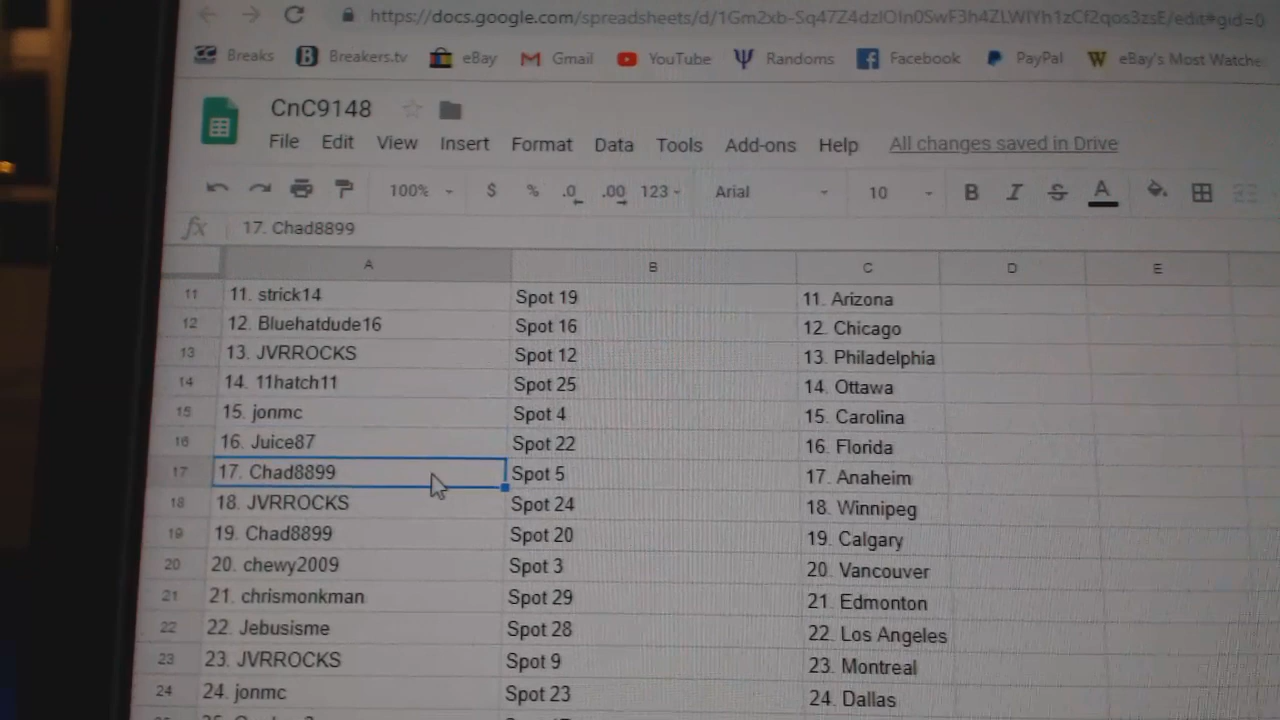 https://docs.google.com/spreadsheets/d/
Breaks Breakers.tv eBay Gmail YouTube Randoms Facebook PayPal eBay's Most Watche
CnC9148
File Edit View Insert Format Data Tools Add-ons Help All changes saved in Drive
100% $ % .0 .00 123 Arial 10 B I S A
fx 17. Chad8899
A B C D E
11 11. strick14 Spot 19 11. Arizona
12 12. Bluehatdude16 Spot 16 12. Chicago
13 13. JVRROCKS Spot 12 13. Philadelphia
14 14. 11hatch11 Spot 25 14. Ottawa
15 15. jonmc Spot 4 15. Carolina
16 16. Juice87 Spot 22 16. Florida
17 17. Chad8899 Spot 5 17. Anaheim
18 18. JVRROCKS Spot 24 18. Winnipeg
19 19. Chad8899 Spot 20 19. Calgary
20 20. chewy2009 Spot 3 20. Vancouver
21 21. chrismonkman Spot 29 21. Edmonton
22 22. Jebusisme Spot 28 22. Los Angeles
23 23. JVRROCKS Spot 9 23. Montreal
24 24. jonmc Spot 23 24. Dallas